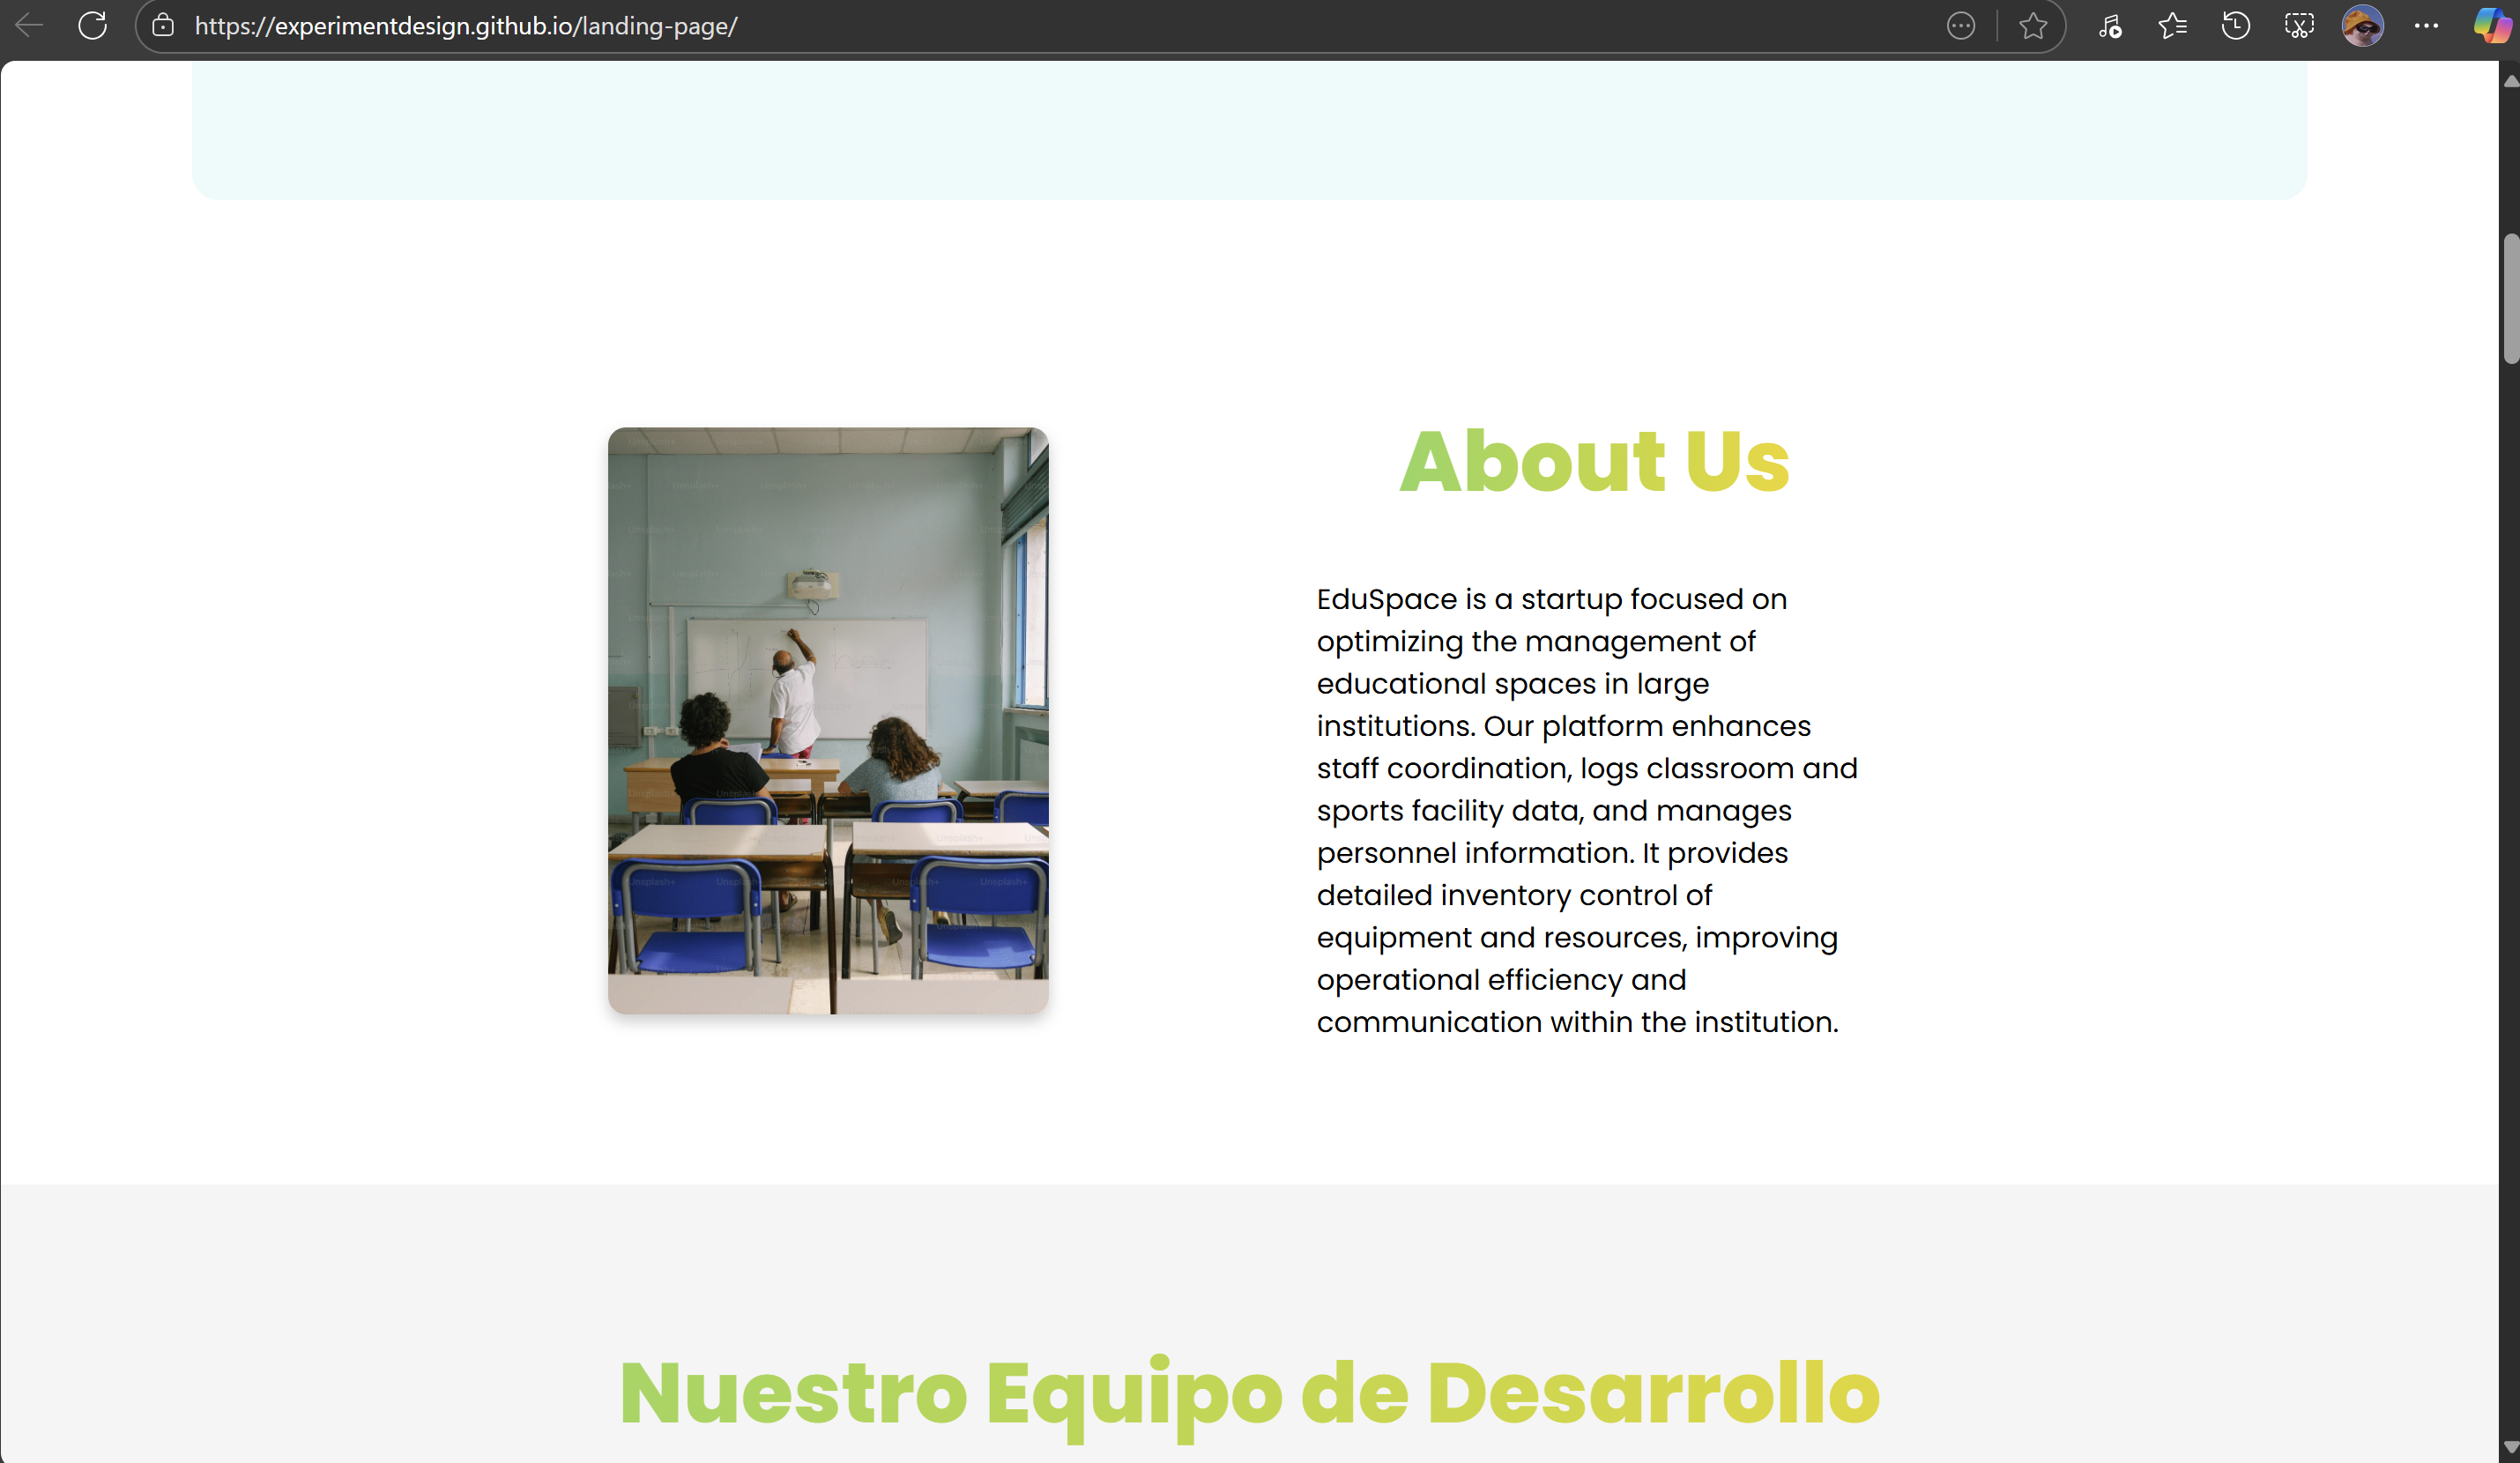 https://experimentdesign.github.io/landing-page/
About Us
EduSpace is a startup focused on
optimizing the management of
educational spaces in large
institutions. Our platform enhances
staff coordination, logs classroom and
sports facility data, and manages
personnel information. It provides
detailed inventory control of
equipment and resources, improving
operational efficiency and
communication within the institution.
Unsplash+
Nuestro Equipo de Desarrollo